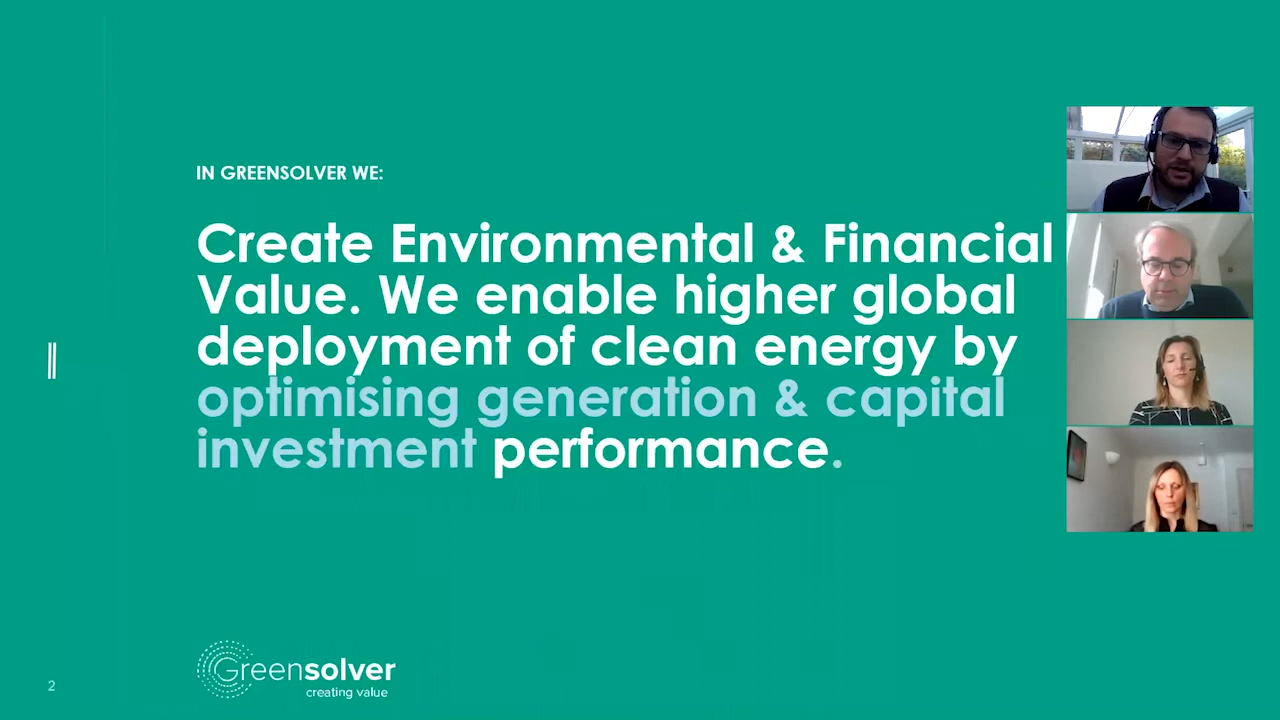 IN GREENSOLVER WE:
Create Environmental & Financial
Value. We enable higher global
deployment of clean energy by
optimising generation & capital
investment performance.
Greensolver
creating value
2